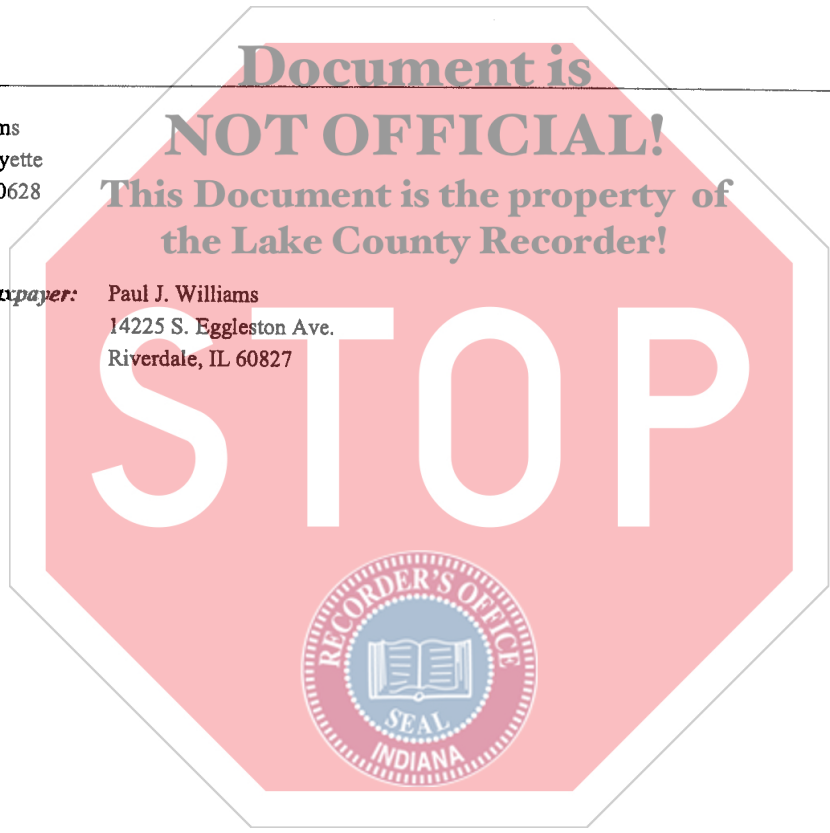 Document is
NOT OFFICIAL!
This Document is the property of
the Lake County Recorder!
ms
yette
0628
payer: Paul J. Williams
14225 S. Eggleston Ave.
Riverdale, IL 60827
STOP
RECORDER'S OFFICE
SEAL
INDIANA